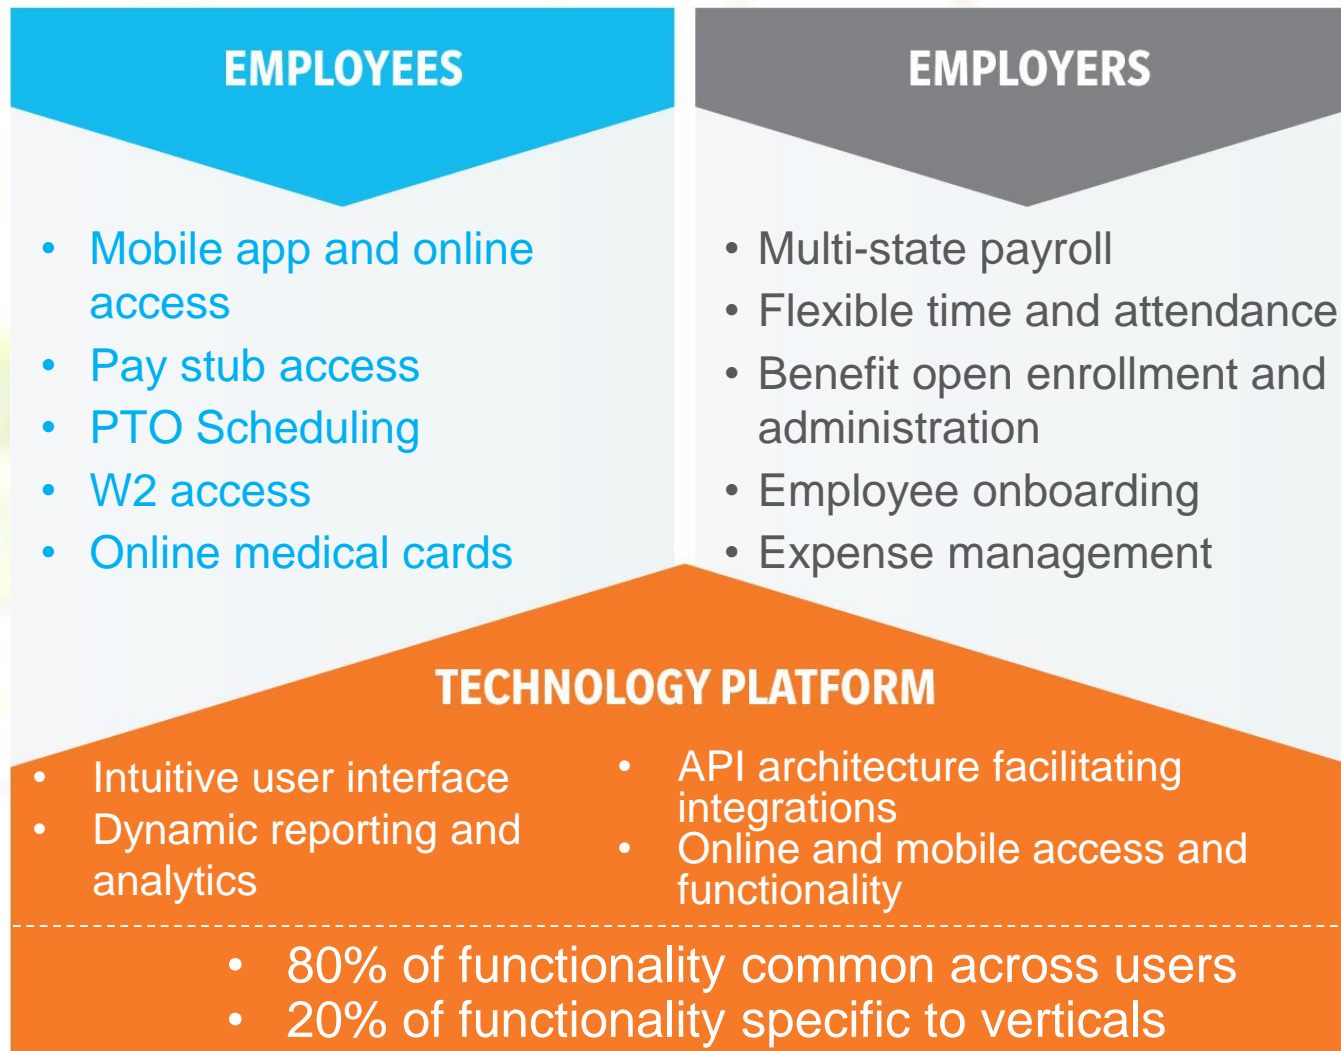 EMPLOYEES
• Mobile app and online
access
• Pay stub access
• PTO Scheduling
• W2 access
• Online medical cards
EMPLOYERS
• Multi-state payroll
• Flexible time and attendance
• Benefit open enrollment and
administration
• Employee onboarding
• Expense management
TECHNOLOGY PLATFORM
• Intuitive user interface
• Dynamic reporting and
analytics
• API architecture facilitating
integrations
• Online and mobile access and
functionality
• 80% of functionality common across users
• 20% of functionality specific to verticals